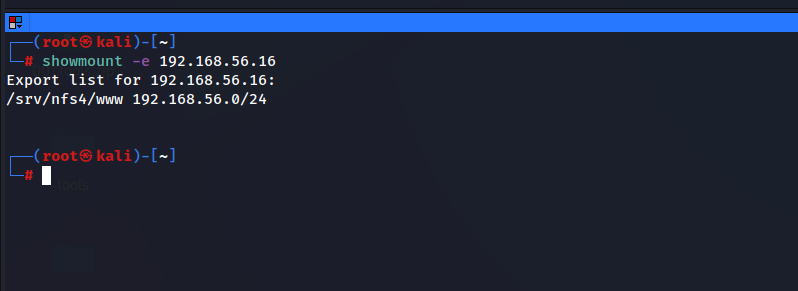 ┌──(root㉿kali)-[~]
└─# showmount -e 192.168.56.16
Export list for 192.168.56.16:
/srv/nfs4/www 192.168.56.0/24
┌──(root㉿kali)-[~]
└─#
tools